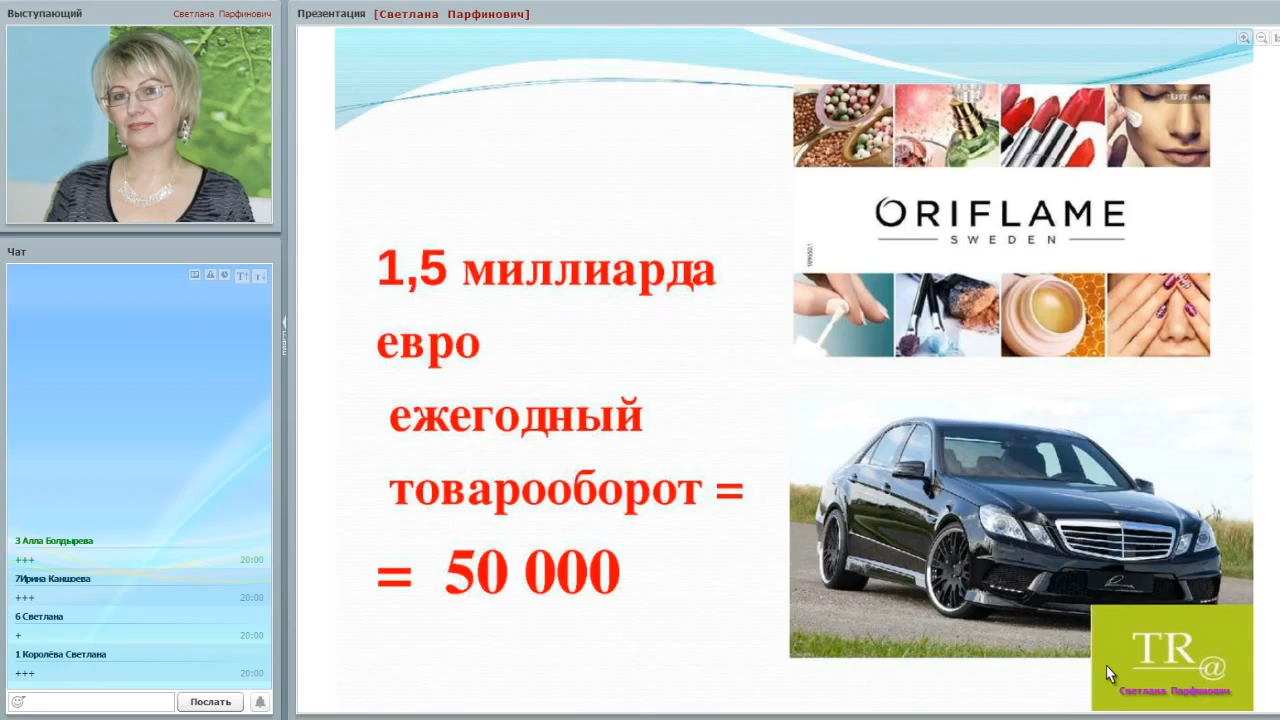 Выступающий
Светлана Парфинович
Презентация [Светлана Парфинович]
1,5 миллиарда
евро
ежегодный
товарооборот =
= 50 000
ORIFLAME
SWEDEN
TR@
Светлана Парфинович
Чат
3 Алла Болдырева
+++ 20:00
7Ирина Каншоева
+++ 20:00
6 Светлана
+ 20:00
1 Королёва Светлана
+++ 20:00
Послать